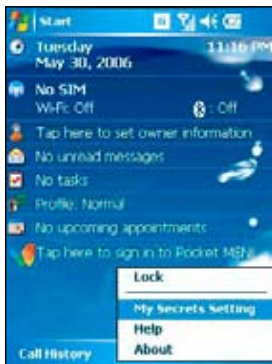 Start
Tuesday 11:16 PM
May 30, 2006
No SIM
Wi-Fi: Off : Off
Tap here to set owner information
No unread messages
No tasks
Profile: Normal
No upcoming appointments
Tap here to sign in to Pocket MSN!
Lock
My Secrets Setting
Help
About
Call History